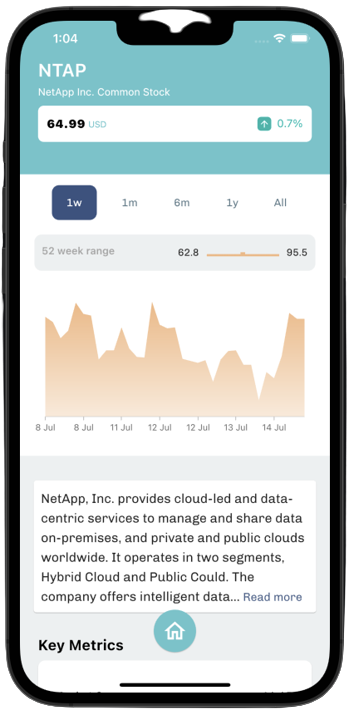 1:04
NTAP
NetApp Inc. Common Stock
64.99 USD 0.7%
1w 1m 6m 1y All
52 week range 62.8 95.5
8 Jul 8 Jul 11 Jul 12 Jul 12 Jul 13 Jul 14 Jul
NetApp, Inc. provides cloud-led and data-
centric services to manage and share data
on-premises, and private and public clouds
worldwide. It operates in two segments,
Hybrid Cloud and Public Could. The
company offers intelligent data... Read more
Key Metrics